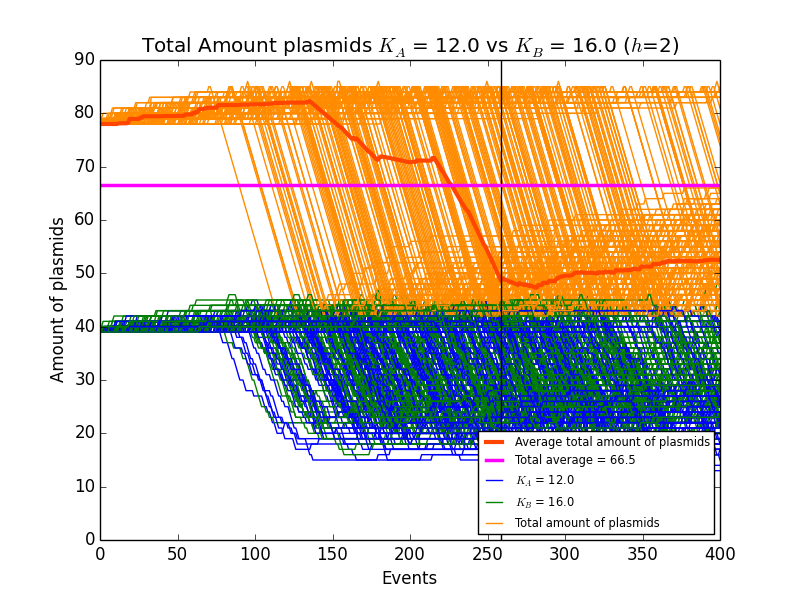 Total Amount plasmids K_A = 12.0 vs K_B = 16.0 (h=2)
90
80
70
60
50
40
30
20
10
0
Amount of plasmids
Average total amount of plasmids
Total average = 66.5
K_A = 12.0
K_B = 16.0
Total amount of plasmids
0 50 100 150 200 250 300 350 400
Events